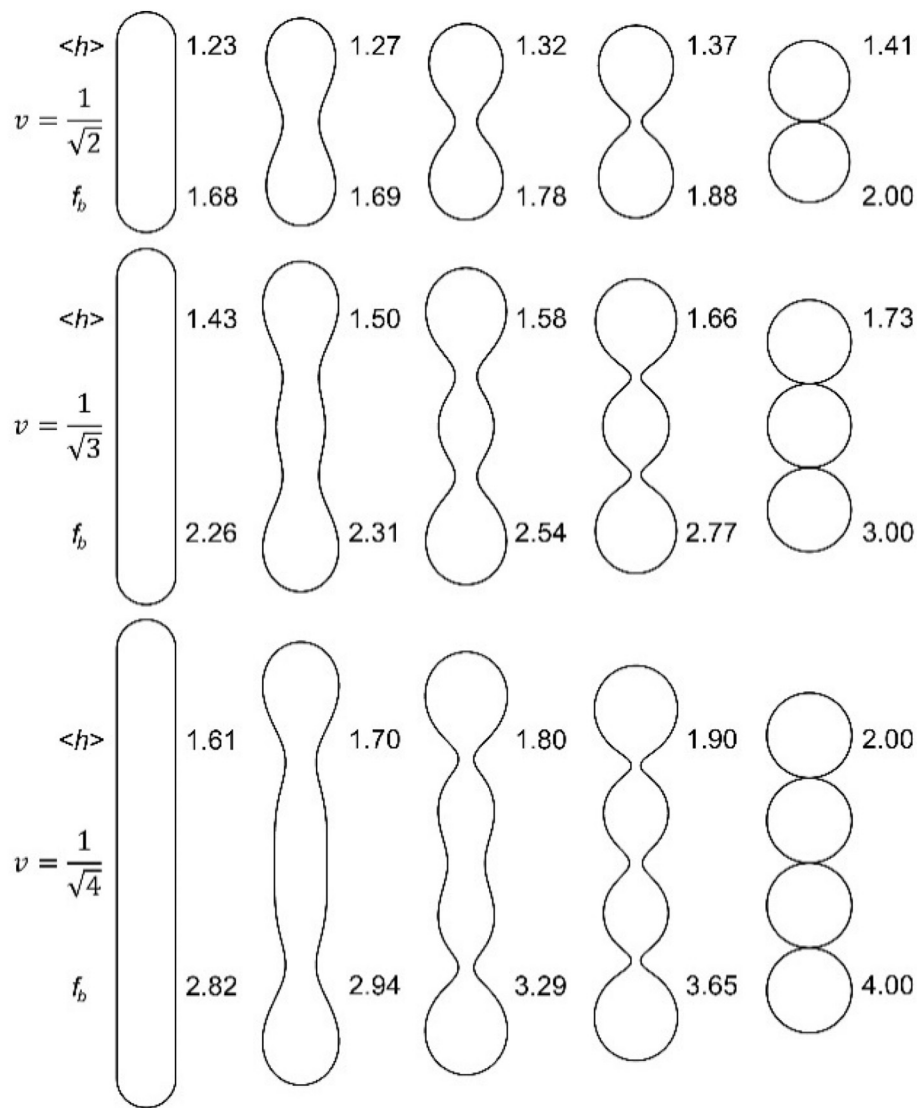 <h> 1.23 1.27 1.32 1.37 1.41
v = 1/√2
f_b 1.68 1.69 1.78 1.88 2.00
<h> 1.43 1.50 1.58 1.66 1.73
v = 1/√3
f_b 2.26 2.31 2.54 2.77 3.00
<h> 1.61 1.70 1.80 1.90 2.00
v = 1/√4
f_b 2.82 2.94 3.29 3.65 4.00